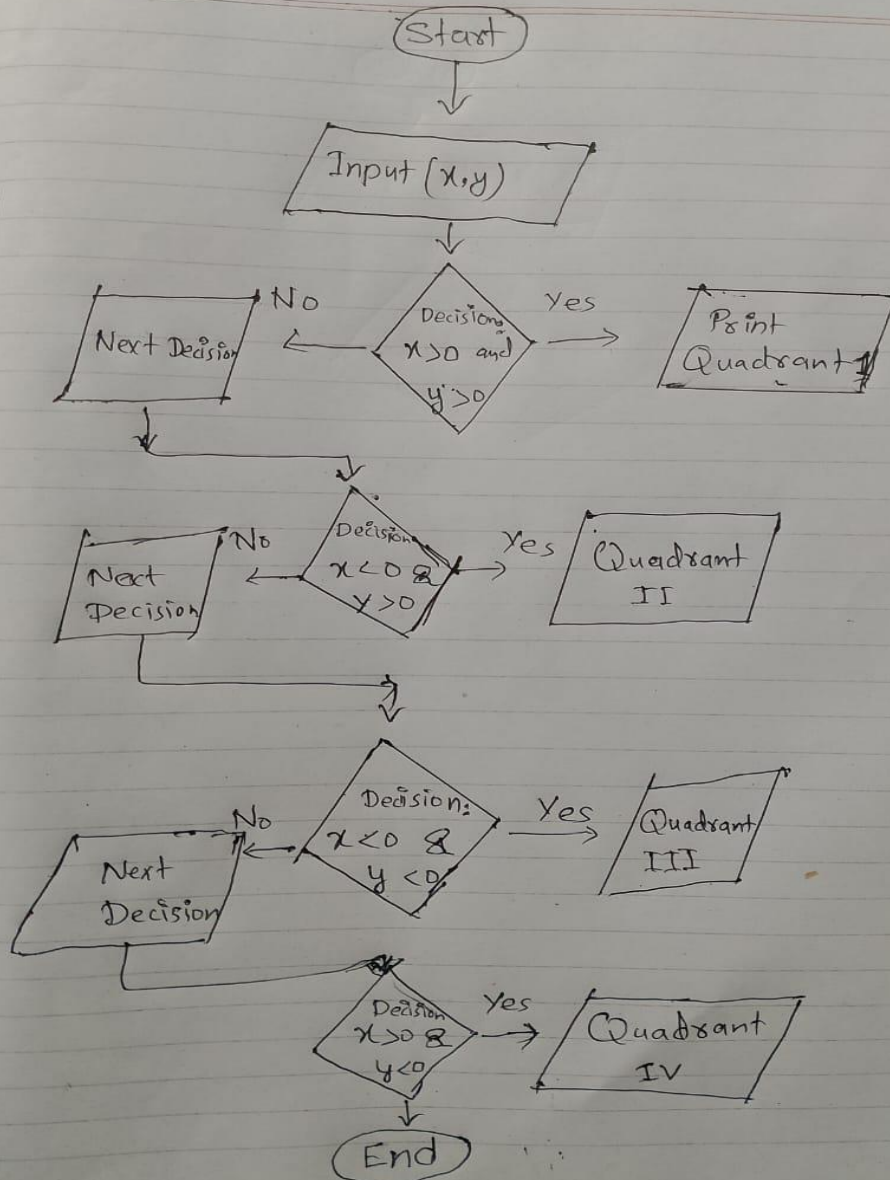 Start
Input (x,y)
No
Yes
Next Decision
Decision:
x>0 and
y>0
Print
Quadrant I
No
Yes
Next
Decision
Decision
x<0 &
y>0
Quadrant
II
No
Yes
Next
Decision
Decision:
x<0 &
y<0
Quadrant
III
Yes
Decision
x>0 &
y<0
Quadrant
IV
End